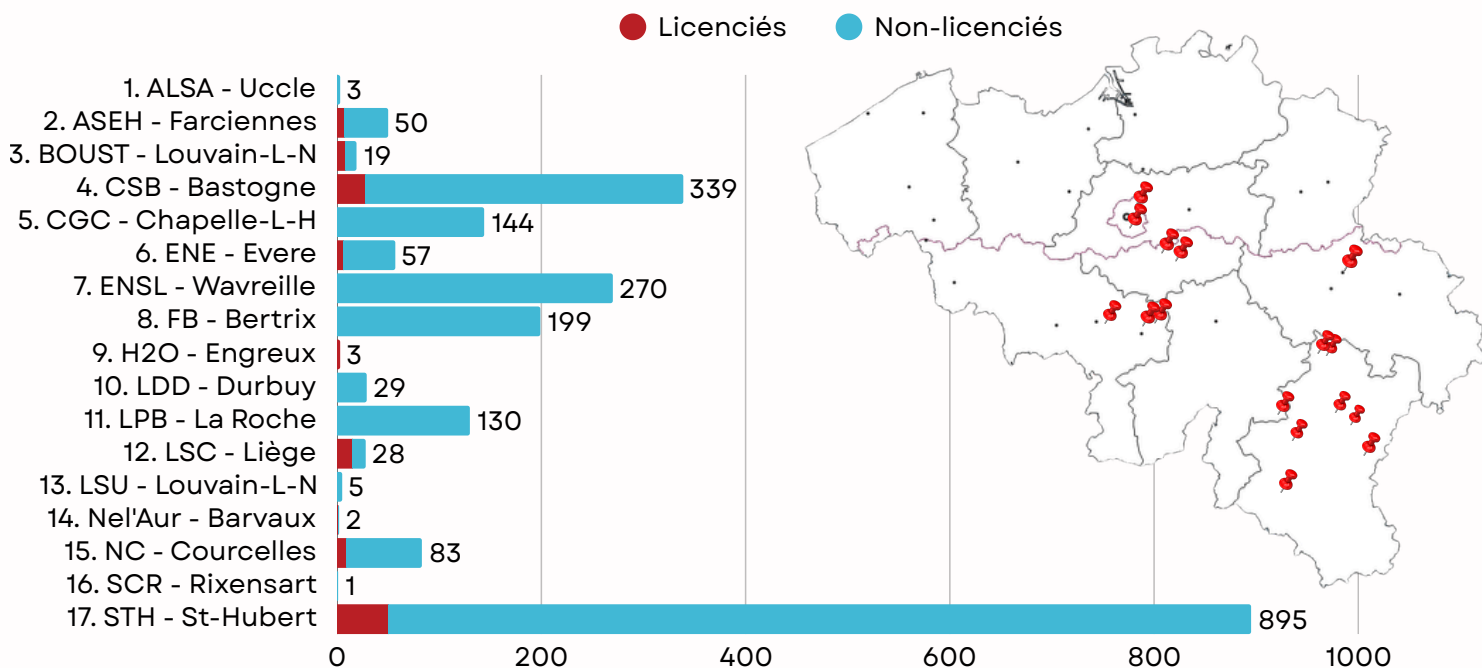 Licenciés Non-licenciés
1. ALSA - Uccle 3
2. ASEH - Farciennes 50
3. BOUST - Louvain-L-N 19
4. CSB - Bastogne 339
5. CGC - Chapelle-L-H 144
6. ENE - Evere 57
7. ENSL - Wavreille 270
8. FB - Bertrix 199
9. H2O - Engreux 3
10. LDD - Durbuy 29
11. LPB - La Roche 130
12. LSC - Liège 28
13. LSU - Louvain-L-N 5
14. Nel'Aur - Barvaux 2
15. NC - Courcelles 83
16. SCR - Rixensart 1
17. STH - St-Hubert 895
0 200 400 600 800 1000